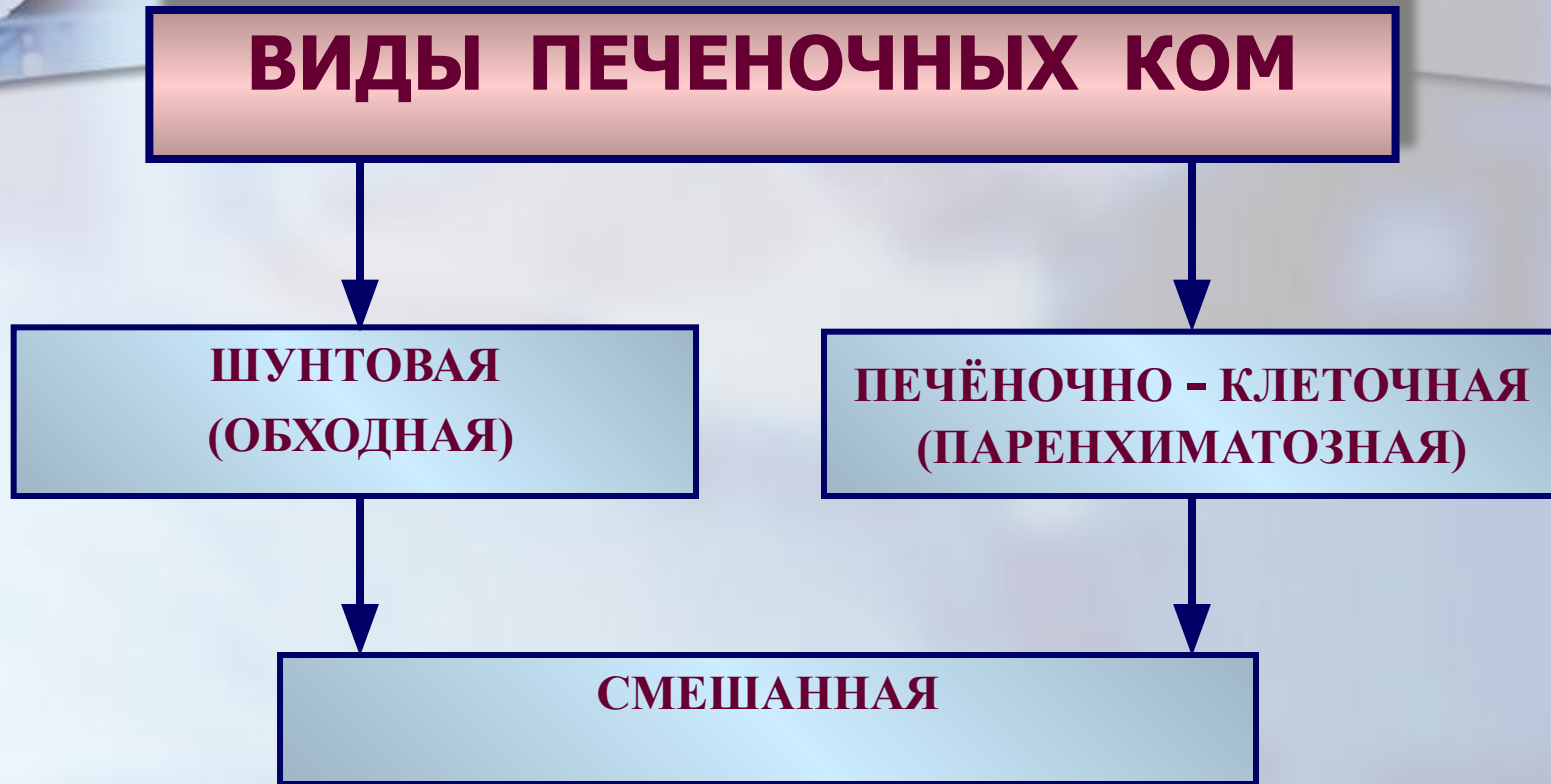 ВИДЫ ПЕЧЕНОЧНЫХ КОМ
ШУНТОВАЯ
(ОБХОДНАЯ)
ПЕЧЁНОЧНО - КЛЕТОЧНАЯ
(ПАРЕНХИМАТОЗНАЯ)
СМЕШАННАЯ